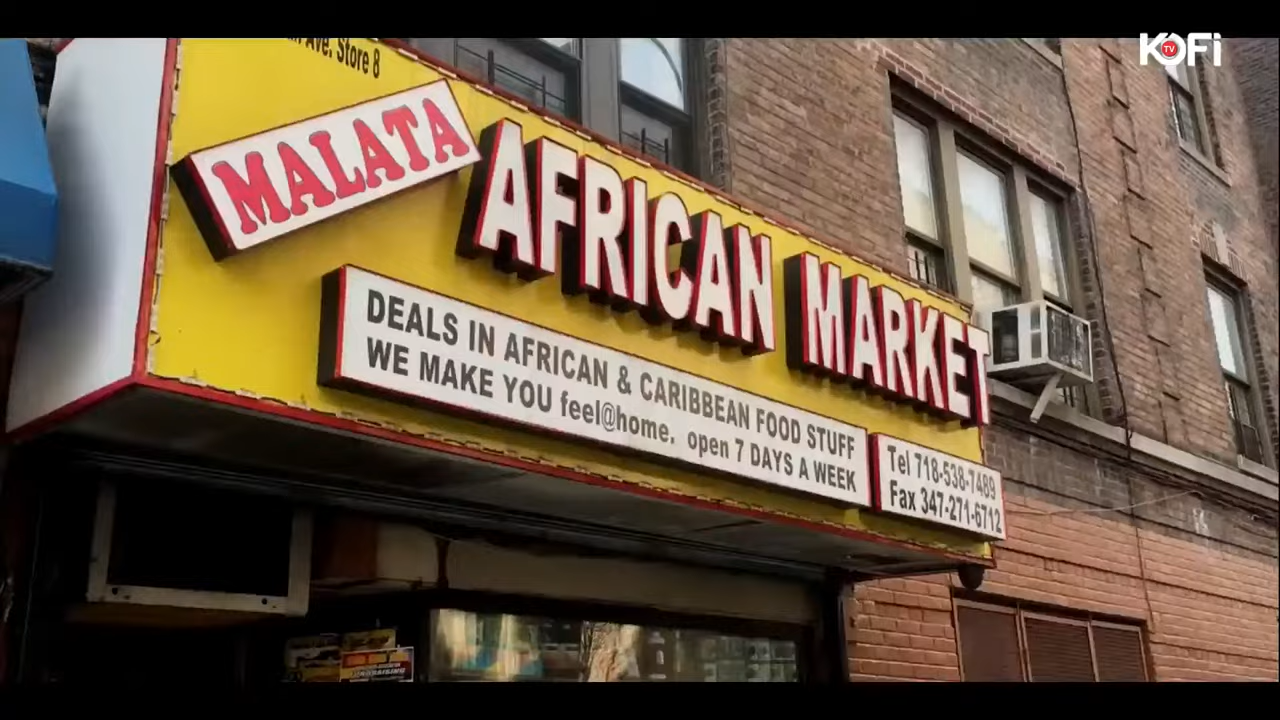 KOFi
TV
Ave. Store 8
MALATA
AFRICAN MARKET
DEALS IN AFRICAN & CARIBBEAN FOOD STUFF
WE MAKE YOU feel@home. open 7 DAYS A WEEK
Tel 718-538-7489
Fax 347-271-6712